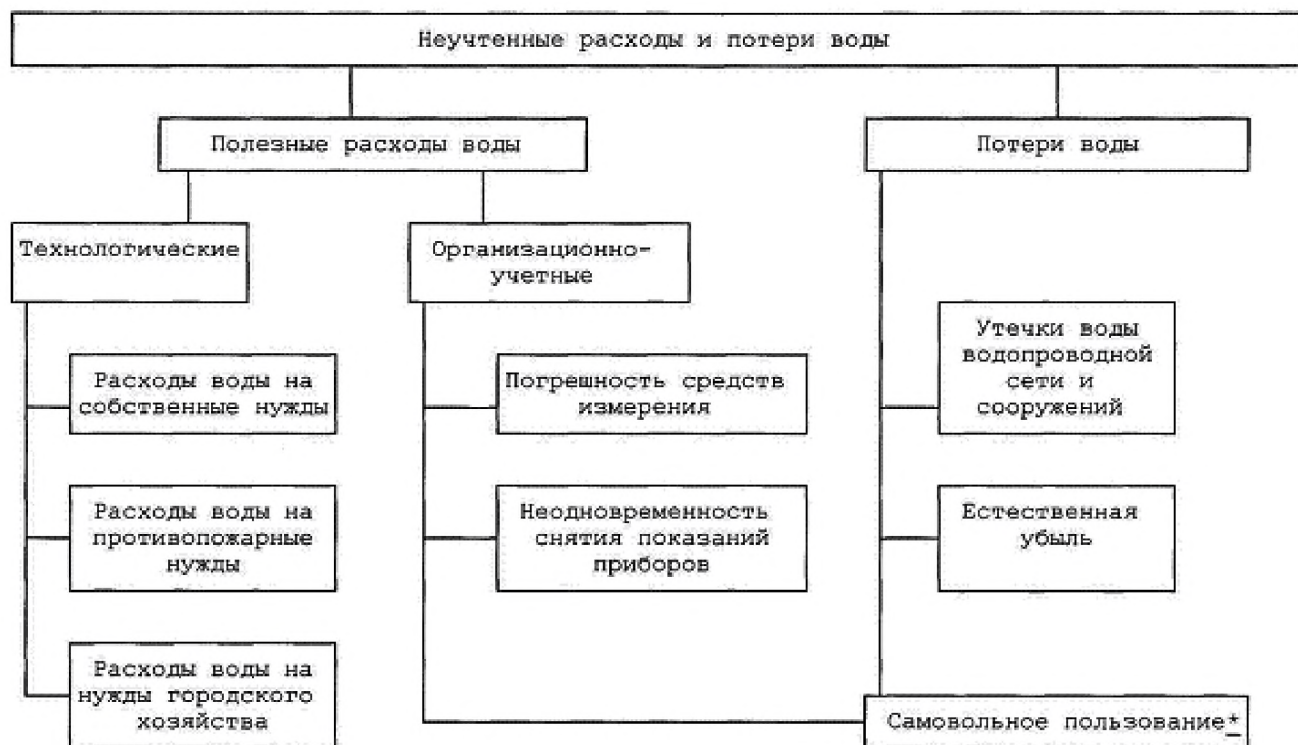 Неучтенные расходы и потери воды
Полезные расходы воды
Потери воды
Технологические
Организационно-
учетные
Расходы воды на
собственные нужды
Погрешность средств
измерения
Утечки воды
водопроводной
сети и
сооружений
Расходы воды на
противопожарные
нужды
Неодновременность
снятия показаний
приборов
Естественная
убыль
Расходы воды на
нужды городского
хозяйства
Самовольное пользование*